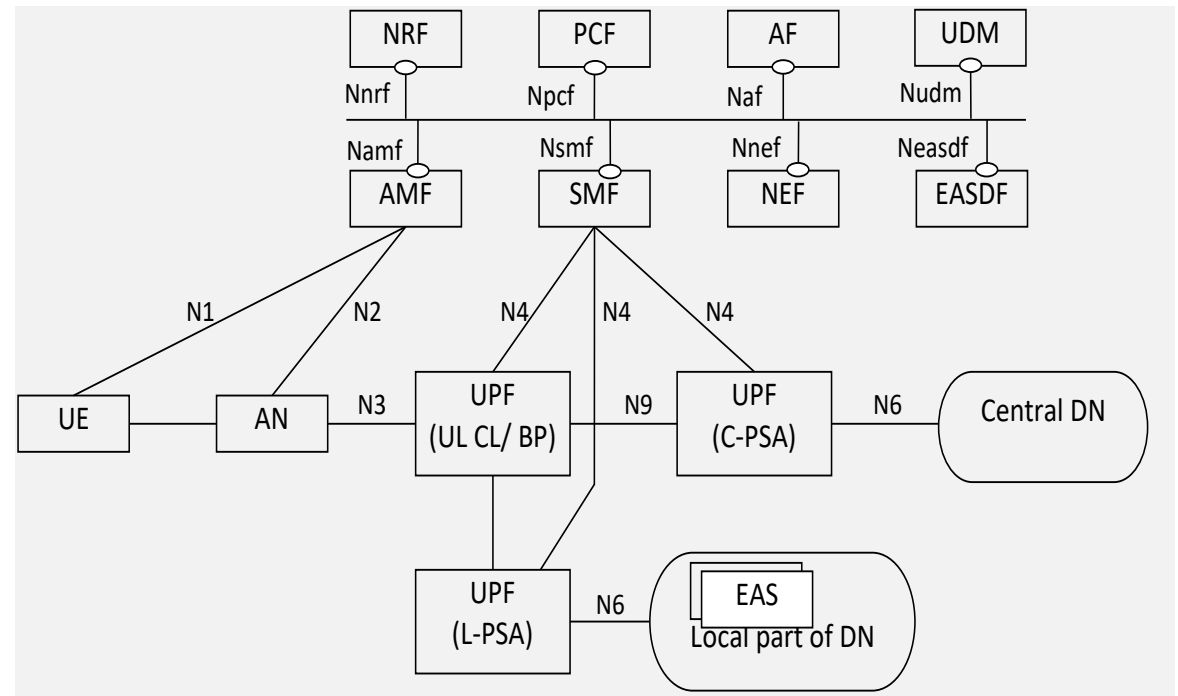 NRF
PCF
AF
UDM
Nnrf
Npcf
Naf
Nudm
Namf
Nsmf
Nnef
Neasdf
AMF
SMF
NEF
EASDF
N1
N2
N4
N4
N4
UE
AN
N3
UPF
(UL CL/ BP)
N9
UPF
(C-PSA)
N6
Central DN
UPF
(L-PSA)
N6
EAS
Local part of DN